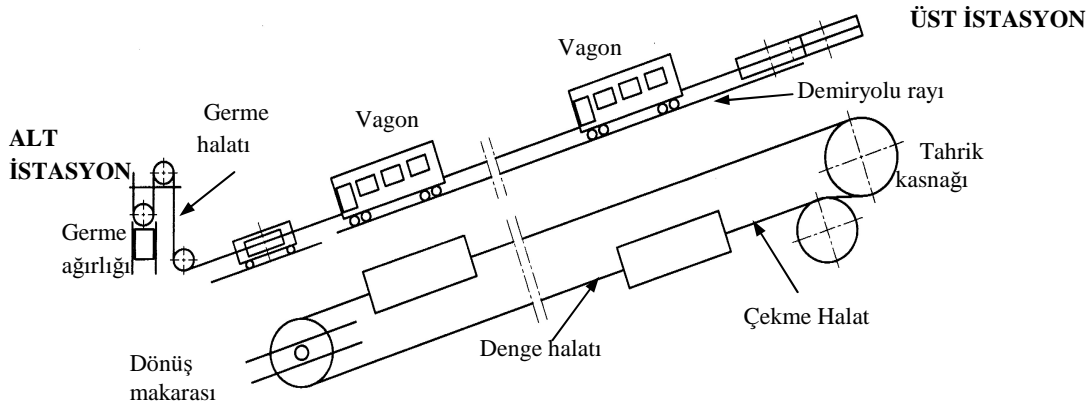 ÜST İSTASYON
Vagon
Demiryolu rayı
Germe
halatı
Vagon
ALT
İSTASYON
Tahrik
kasnağı
Germe
ağırlığı
Çekme Halat
Denge halatı
Dönüş
makarası